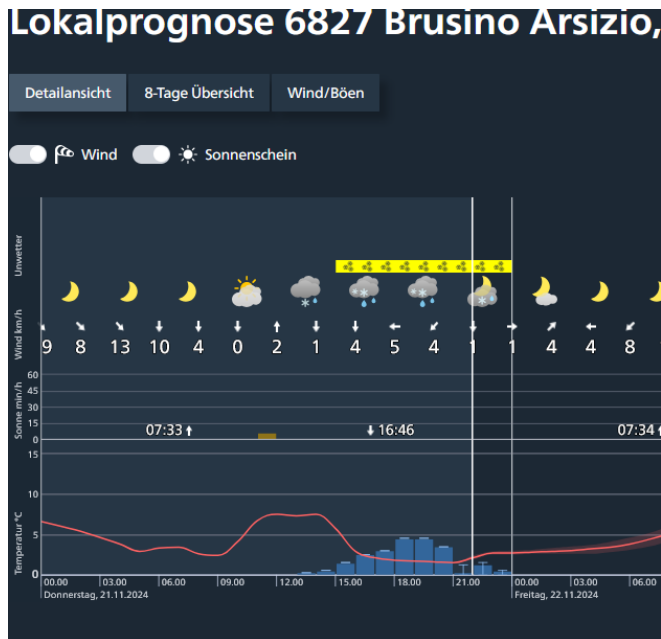 Lokalprognose 6827 Brusino Arsizio,
Detailansicht 8-Tage Übersicht Wind/Böen
Wind Sonnenschein
Unwetter
Wind km/h
9 8 13 10 4 0 2 1 4 5 4 1 1 4 4 8
Sonne min/h
60
45
30
15
0
07:33 16:46 07:34
Temperatur °C
15
10
5
0
00.00 03.00 06.00 09.00 12.00 15.00 18.00 21.00 00.00 03.00 06.00
Donnerstag, 21.11.2024 Freitag, 22.11.2024